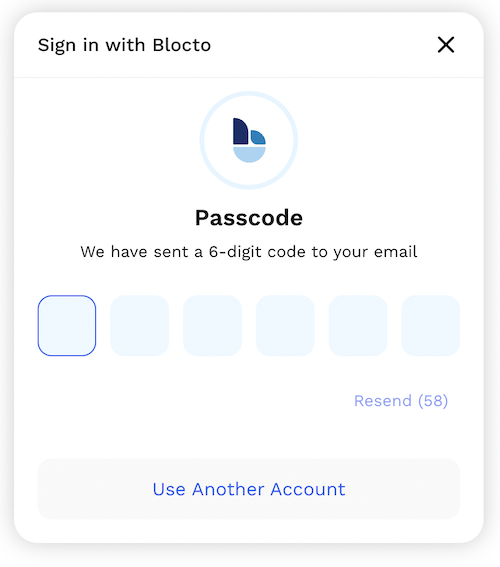 Sign in with Blocto
Passcode
We have sent a 6-digit code to your email
Resend (58)
Use Another Account